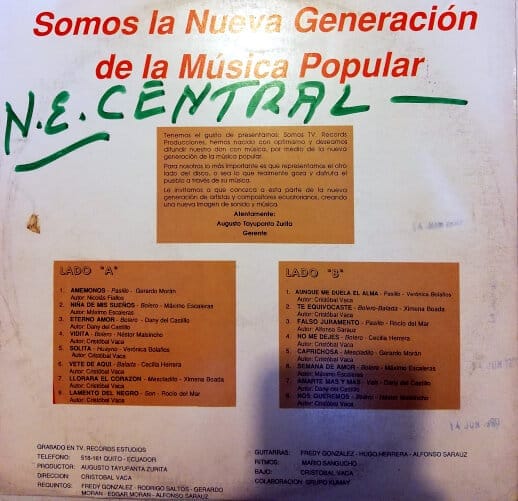 Somos la Nueva Generación
de la Música Popular
N.E. CENTRAL —
Tenemos el gusto de presentarnos Somos TV. Records
Producciones, hemos nacido con optimismo y deseamos
difundir nuestro don con música, por medio de la nueva
generación de la música popular.
Para nosotros lo más importante es que representamos el otro
lado del disco, o sea lo que realmente goza y disfruta el
pueblo a través de su música.
Le invitamos a que conozca a esta parte de la nueva
generación de artistas y compositores ecuatorianos, creando
una nueva imagen de sonido y música.
Atentamente:
Augusto Tayupanta Zurita
Gerente
LADO "A"
1. AMEMONOS - Pasillo - Gerardo Morán
Autor: Nicolás Fiallos
2. NIÑA DE MIS SUEÑOS - Bolero - Máximo Escaleras
Autor: Máximo Escaleras
3. ETERNO AMOR - Bolero - Dany del Castillo
Autor: Dany del Castillo
4. VIDITA - Bolero - Néstor Malsincho
Autor: Cristóbal Vaca
5. SOLITA - Huayno - Verónica Bolaños
Autor: Cristóbal Vaca
6. VETE DE AQUI - Balada - Cecilia Herrera
Autor: Cristóbal Vaca
7. LLORARA EL CORAZON - Mescladito - Ximena Boada
Autor: Cristóbal Vaca
8. LAMENTO DEL NEGRO - Son - Rocío del Mar
Autor: Cristóbal Vaca
LADO "B"
1. AUNQUE ME DUELA EL ALMA - Pasillo - Verónica Bolaños
Autor: Cristóbal Vaca
2. TE EQUIVOCASTE - Bolero-Balada - Ximena Boada
Autor: Cristóbal Vaca
3. FALSO JURAMENTO - Pasillo - Rocío del Mar
Autor: Alfonso Sarauz
4. NO ME DEJES - Bolero - Cecilia Herrera
Autor: Cristóbal Vaca
5. CAPRICHOSA - Mescladito - Gerardo Morán
Autor: Cristóbal Vaca
6. SEMANA DE AMOR - Bolero - Máximo Escaleras
Autor: Máximo Escaleras
7. AMARTE MAS Y MAS - Vals - Dany del Castillo
Autor: Dany del Castillo
8. NOS QUEREMOS - Bolero - Néstor Malsincho
Autor: Cristóbal Vaca
GRABADO EN TV. RECORDS ESTUDIOS
TELEFONO: 518-161 QUITO - ECUADOR
PRODUCTOR: AUGUSTO TAYUPANTA ZURITA
DIRECCION: CRISTOBAL VACA
REQUINTOS: FREDY GONZALEZ - RODRIGO SALTOS - GERARDO
MORAN - EDGAR MORAN - ALFONSO SARAUZ
GUITARRAS: FREDY GONZALEZ - HUGO HERRERA - ALFONSO SARAUZ
RITMOS: MARIO SANGUCHO
BAJO: CRISTOBAL VACA
COLABORACION: GRUPO KUMAY